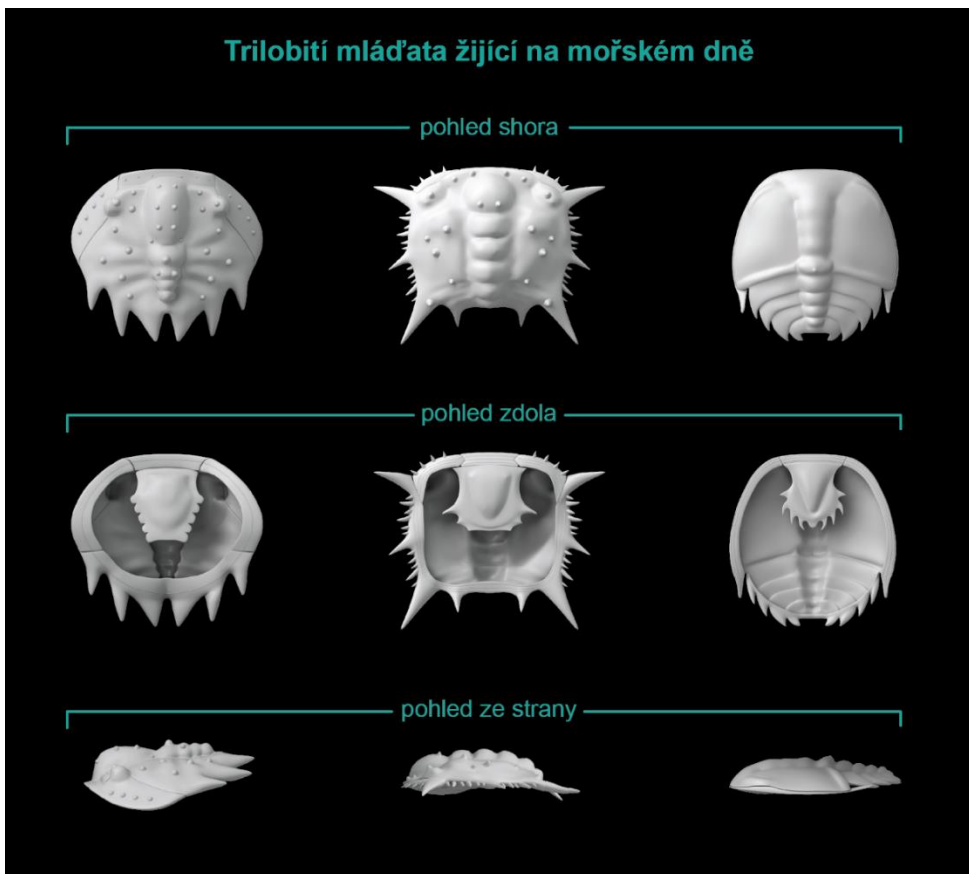 Trilobití mláďata žijící na mořském dně
pohled shora
pohled zdola
pohled ze strany